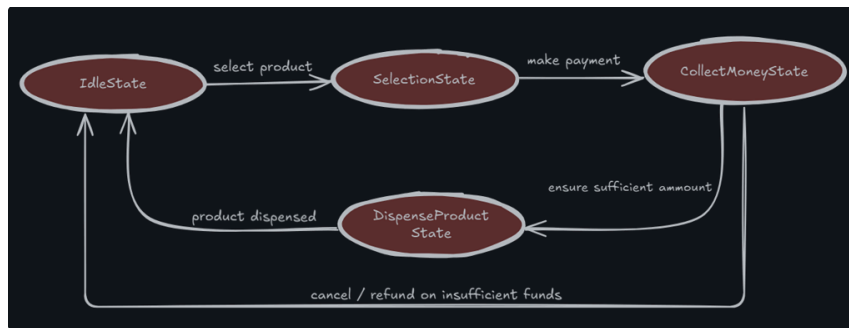 IdleState
select product
SelectionState
make payment
CollectMoneyState
ensure sufficient ammount
DispenseProduct
State
product dispensed
cancel / refund on insufficient funds